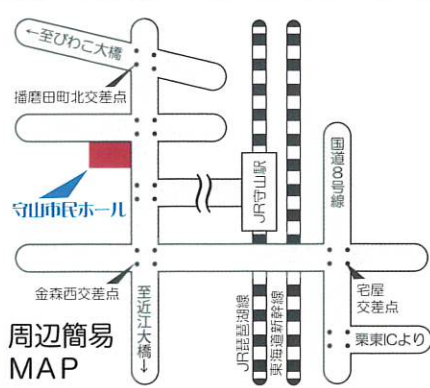 ←至びわこ大橋
播磨田町北交差点
守山市民ホール
JR守山駅
国道8号線
金森西交差点
至近江大橋→
JR琵琶湖線
東海道新幹線
宅屋
交差点
栗東ICより
周辺簡易
MAP